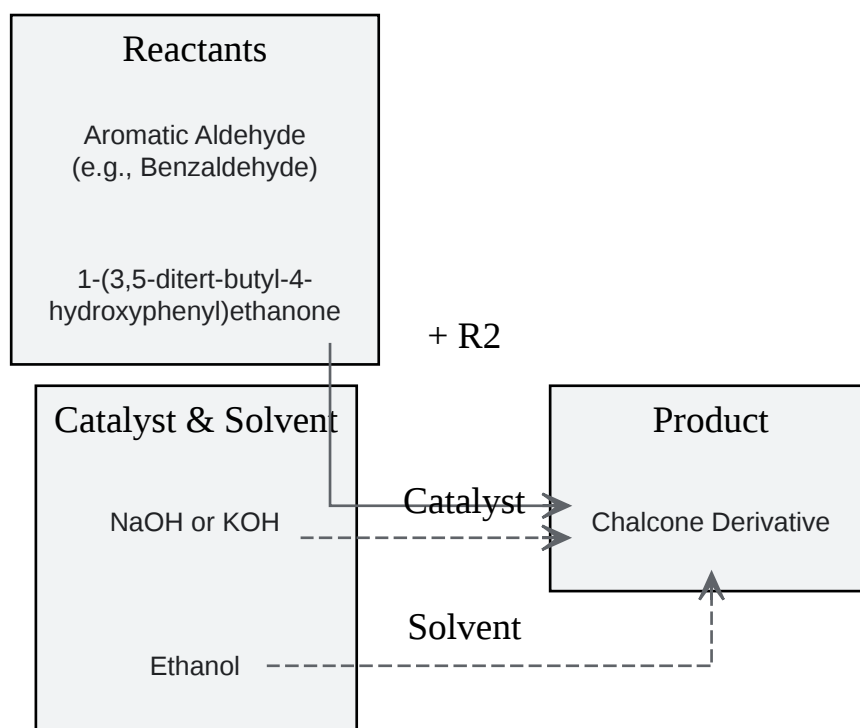 Reactants
Aromatic Aldehyde
(e.g., Benzaldehyde)
1-(3,5-ditert-butyl-4-
hydroxyphenyl)ethanone
+ R2
Catalyst & Solvent
Product
Catalyst
NaOH or KOH
Chalcone Derivative
Solvent
Ethanol